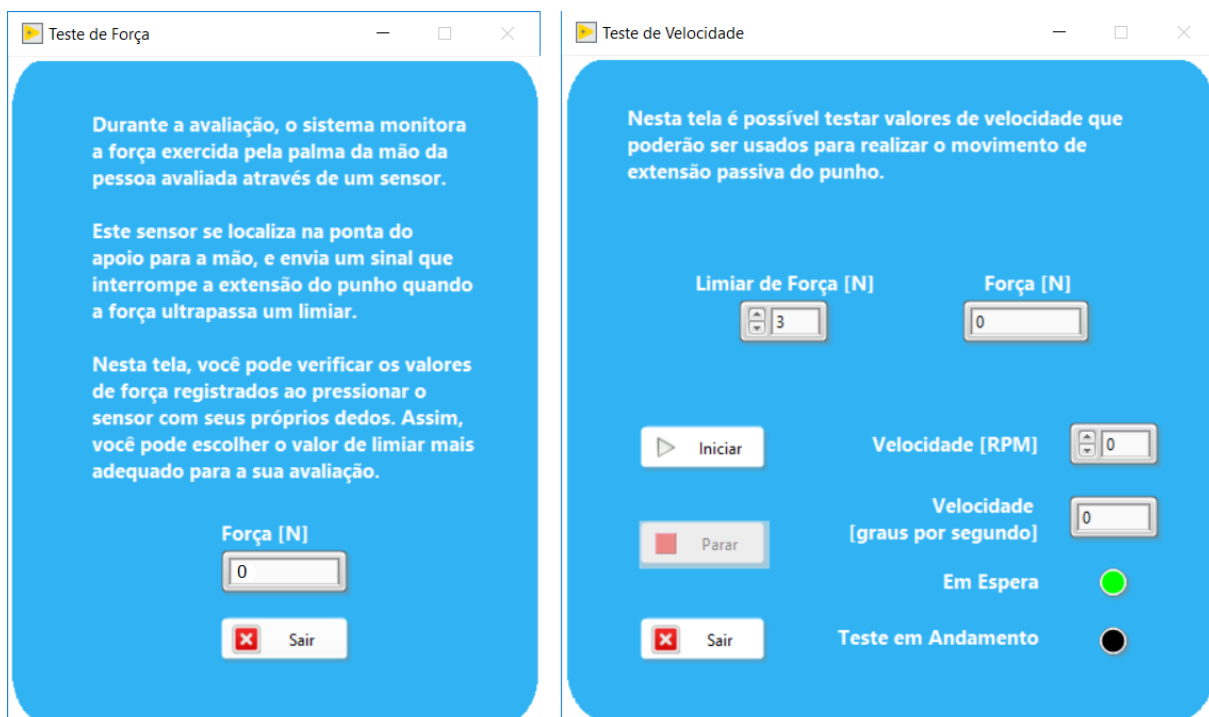 Teste de Força
Durante a avaliação, o sistema monitora
a força exercida pela palma da mão da
pessoa avaliada através de um sensor.
Este sensor se localiza na ponta do
apoio para a mão, e envia um sinal que
interrompe a extensão do punho quando
a força ultrapassa um limiar.
Nesta tela, você pode verificar os valores
de força registrados ao pressionar o
sensor com seus próprios dedos. Assim,
você pode escolher o valor de limiar mais
adequado para a sua avaliação.
Força [N]
0
Sair
Teste de Velocidade
Nesta tela é possível testar valores de velocidade que
poderão ser usados para realizar o movimento de
extensão passiva do punho.
Limiar de Força [N] Força [N]
3 0
Iniciar Velocidade [RPM] 0
Velocidade
[graus por segundo] 0
Parar
Em Espera
Sair Teste em Andamento